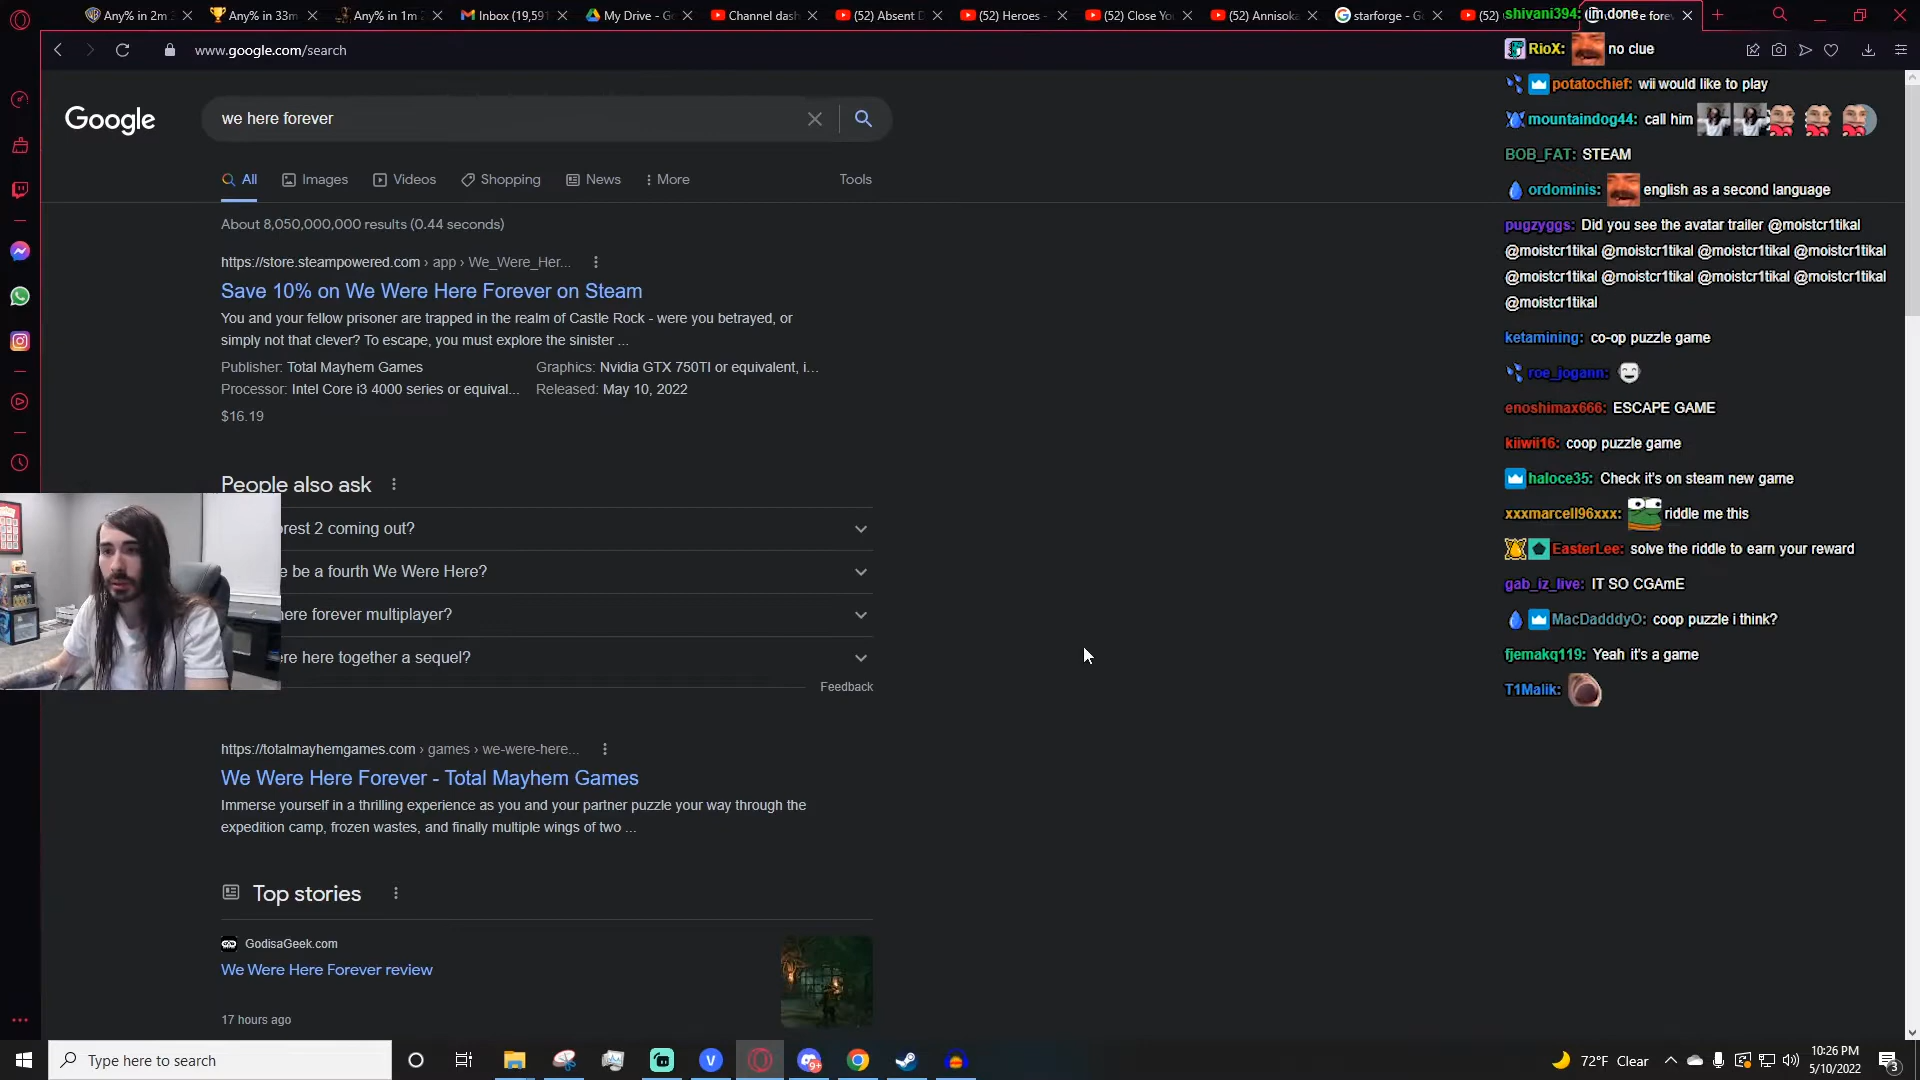 Any% in 2m 3
Any% in 33m
Any% in 1m 2
Inbox (19,591
My Drive - Go
Channel dash
(52) Absent D
(52) Heroes -
(52) Close You
(52) Annisoka
starforge - Go
(52)
www.google.com/search
Google
we here forever
All
Images
Videos
Shopping
News
More
Tools
About 8,050,000,000 results (0.44 seconds)
https://store.steampowered.com › app › We_Were_Her...
Save 10% on We Were Here Forever on Steam
You and your fellow prisoner are trapped in the realm of Castle Rock - were you betrayed, or
simply not that clever? To escape, you must explore the sinister ...
Publisher: Total Mayhem Games
Graphics: Nvidia GTX 750TI or equivalent, i...
Processor: Intel Core i3 4000 series or equival...
Released: May 10, 2022
$16.19
People also ask
rest 2 coming out?
e be a fourth We Were Here?
here forever multiplayer?
ere here together a sequel?
Feedback
https://totalmayhemgames.com › games › we-were-here...
We Were Here Forever - Total Mayhem Games
Immerse yourself in a thrilling experience as you and your partner puzzle your way through the
expedition camp, frozen wastes, and finally multiple wings of two ...
Top stories
GodisaGeek.com
We Were Here Forever review
17 hours ago
shivani394: im done
RioX: no clue
potatochief: wii would like to play
mountaindog44: call him
BOB_FAT: STEAM
ordominis: english as a second language
pugzyggs: Did you see the avatar trailer @moistcr1tikal
@moistcr1tikal @moistcr1tikal @moistcr1tikal @moistcr1tikal
@moistcr1tikal @moistcr1tikal @moistcr1tikal @moistcr1tikal
@moistcr1tikal
ketamining: co-op puzzle game
roe_jogann:
enoshimax666: ESCAPE GAME
kiiwii16: coop puzzle game
haloce35: Check it's on steam new game
xxxmarcell96xxx: riddle me this
EasterLee: solve the riddle to earn your reward
gab_iz_live: IT SO CGAmE
MacDadddyO: coop puzzle i think?
fjemakq119: Yeah it's a game
T1Malik:
Type here to search
72°F Clear
10:26 PM
5/10/2022
3